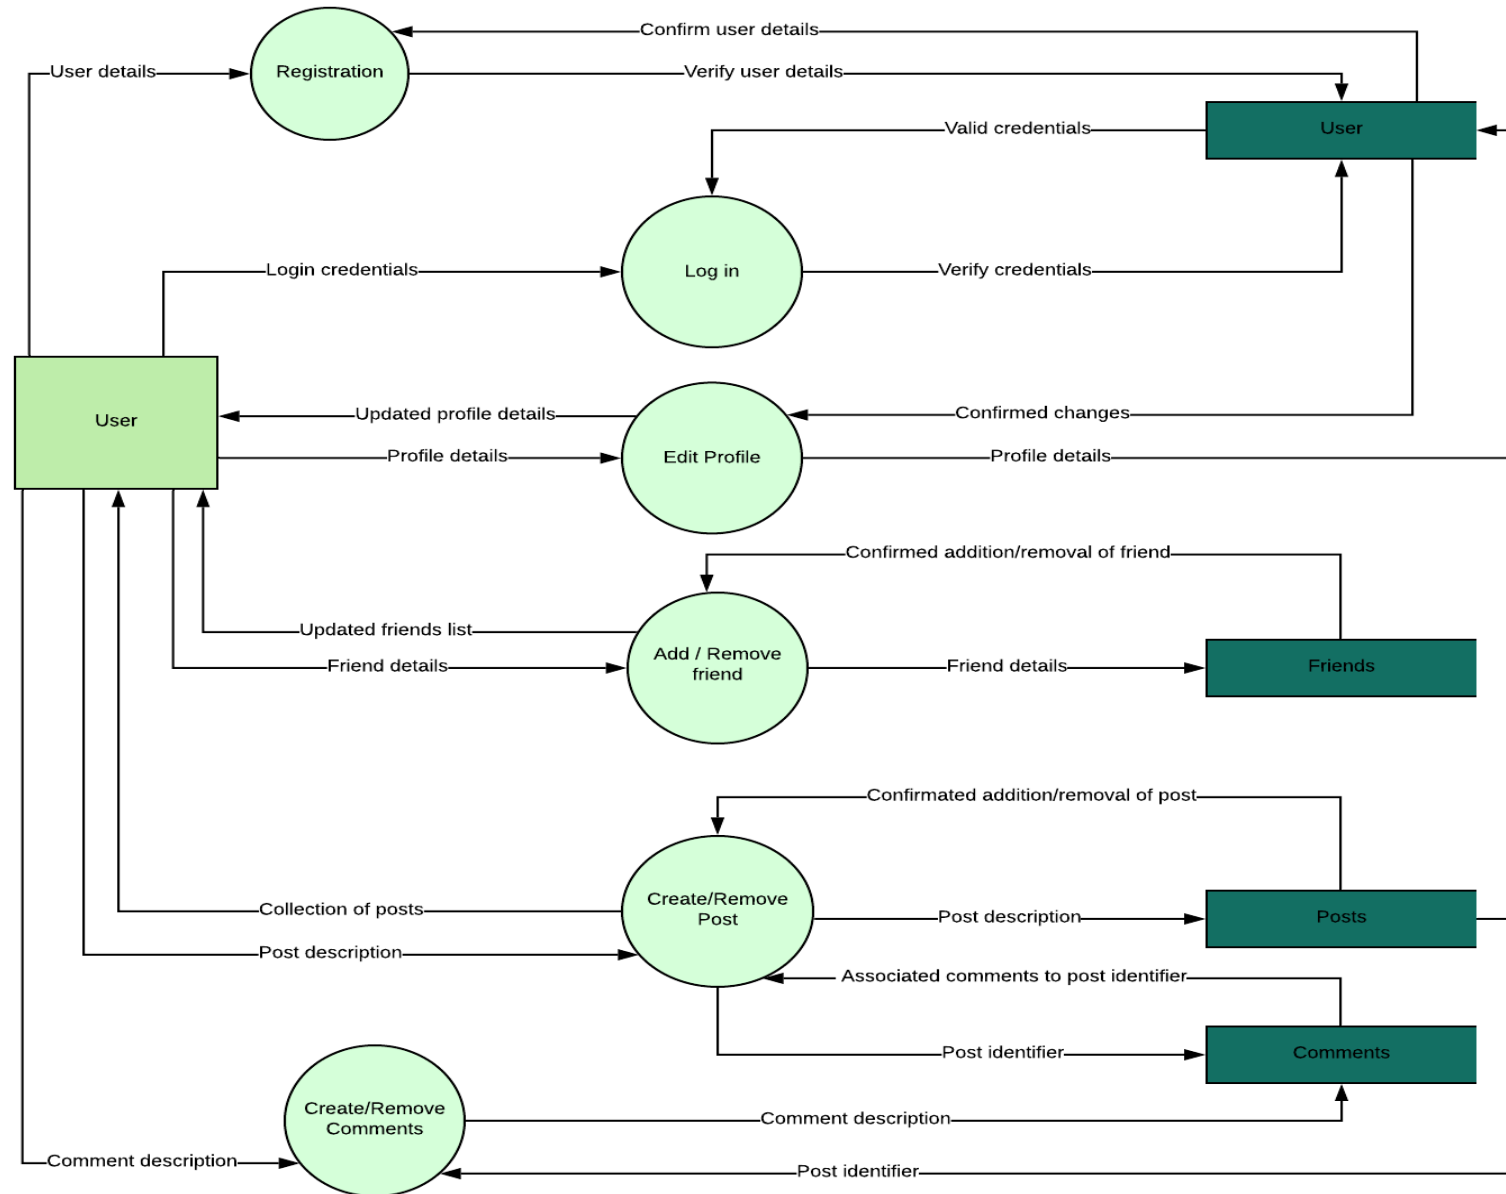 Confirm user details
User details
Registration
Verify user details
Valid credentials
User
Login credentials
Log in
Verify credentials
User
Updated profile details
Confirmed changes
Profile details
Edit Profile
Profile details
Confirmed addition/removal of friend
Updated friends list
Friend details
Add / Remove
friend
Friend details
Friends
Confirmated addition/removal of post
Collection of posts
Create/Remove
Post
Post description
Posts
Post description
Associated comments to post identifier
Post identifier
Comments
Create/Remove
Comments
Comment description
Comment description
Post identifier